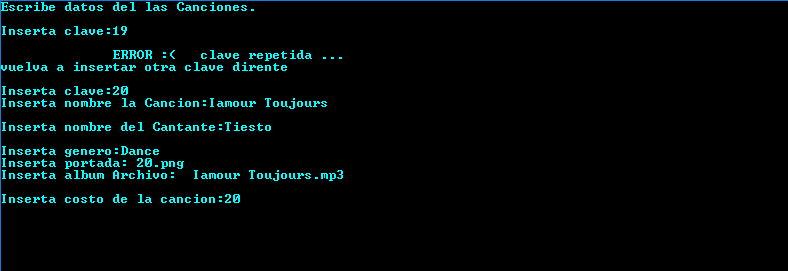 Escribe datos del las Canciones.
Inserta clave:19
ERROR :(   clave repetida ...
vuelva a insertar otra clave dirente
Inserta clave:20
Inserta nombre la Cancion:Iamour Toujours
Inserta nombre del Cantante:Tiesto
Inserta genero:Dance
Inserta portada: 20.png
Inserta album Archivo:  Iamour Toujours.mp3
Inserta costo de la cancion:20